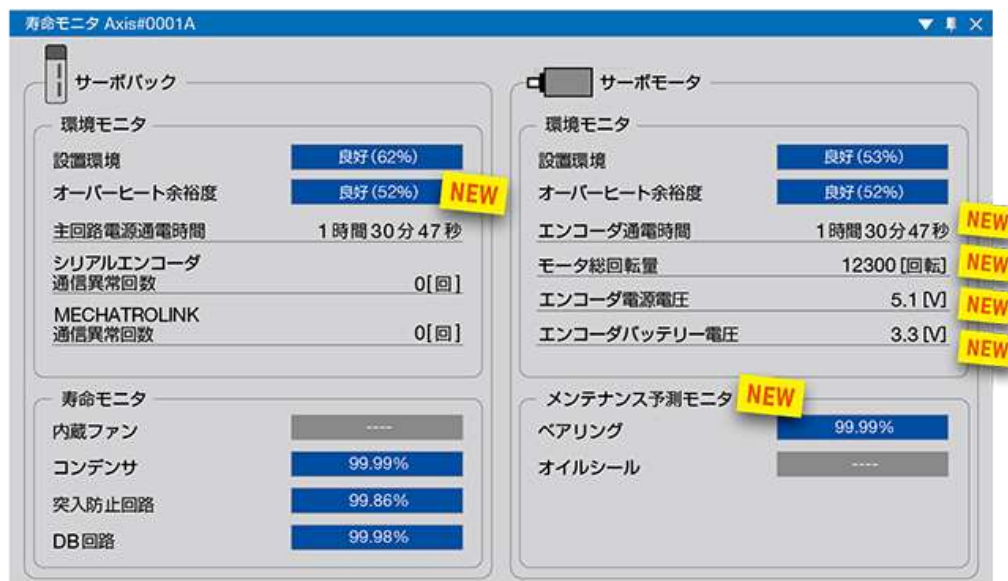 寿命モニタ Axis#0001A
サーボパック
環境モニタ
設置環境 良好(62%)
オーバーヒート余裕度 良好(52%) NEW
主回路電源通電時間 1時間30分47秒
シリアルエンコーダ
通信異常回数 0[回]
MECHATROLINK
通信異常回数 0[回]
寿命モニタ
内蔵ファン ----
コンデンサ 99.99%
突入防止回路 99.86%
DB回路 99.98%
サーボモータ
環境モニタ
設置環境 良好(53%)
オーバーヒート余裕度 良好(52%)
エンコーダ通電時間 1時間30分47秒 NEW
モータ総回転量 12300[回転] NEW
エンコーダ電源電圧 5.1[V] NEW
エンコーダバッテリー電圧 3.3[V] NEW
メンテナンス予測モニタ NEW
ベアリング 99.99%
オイルシール ----